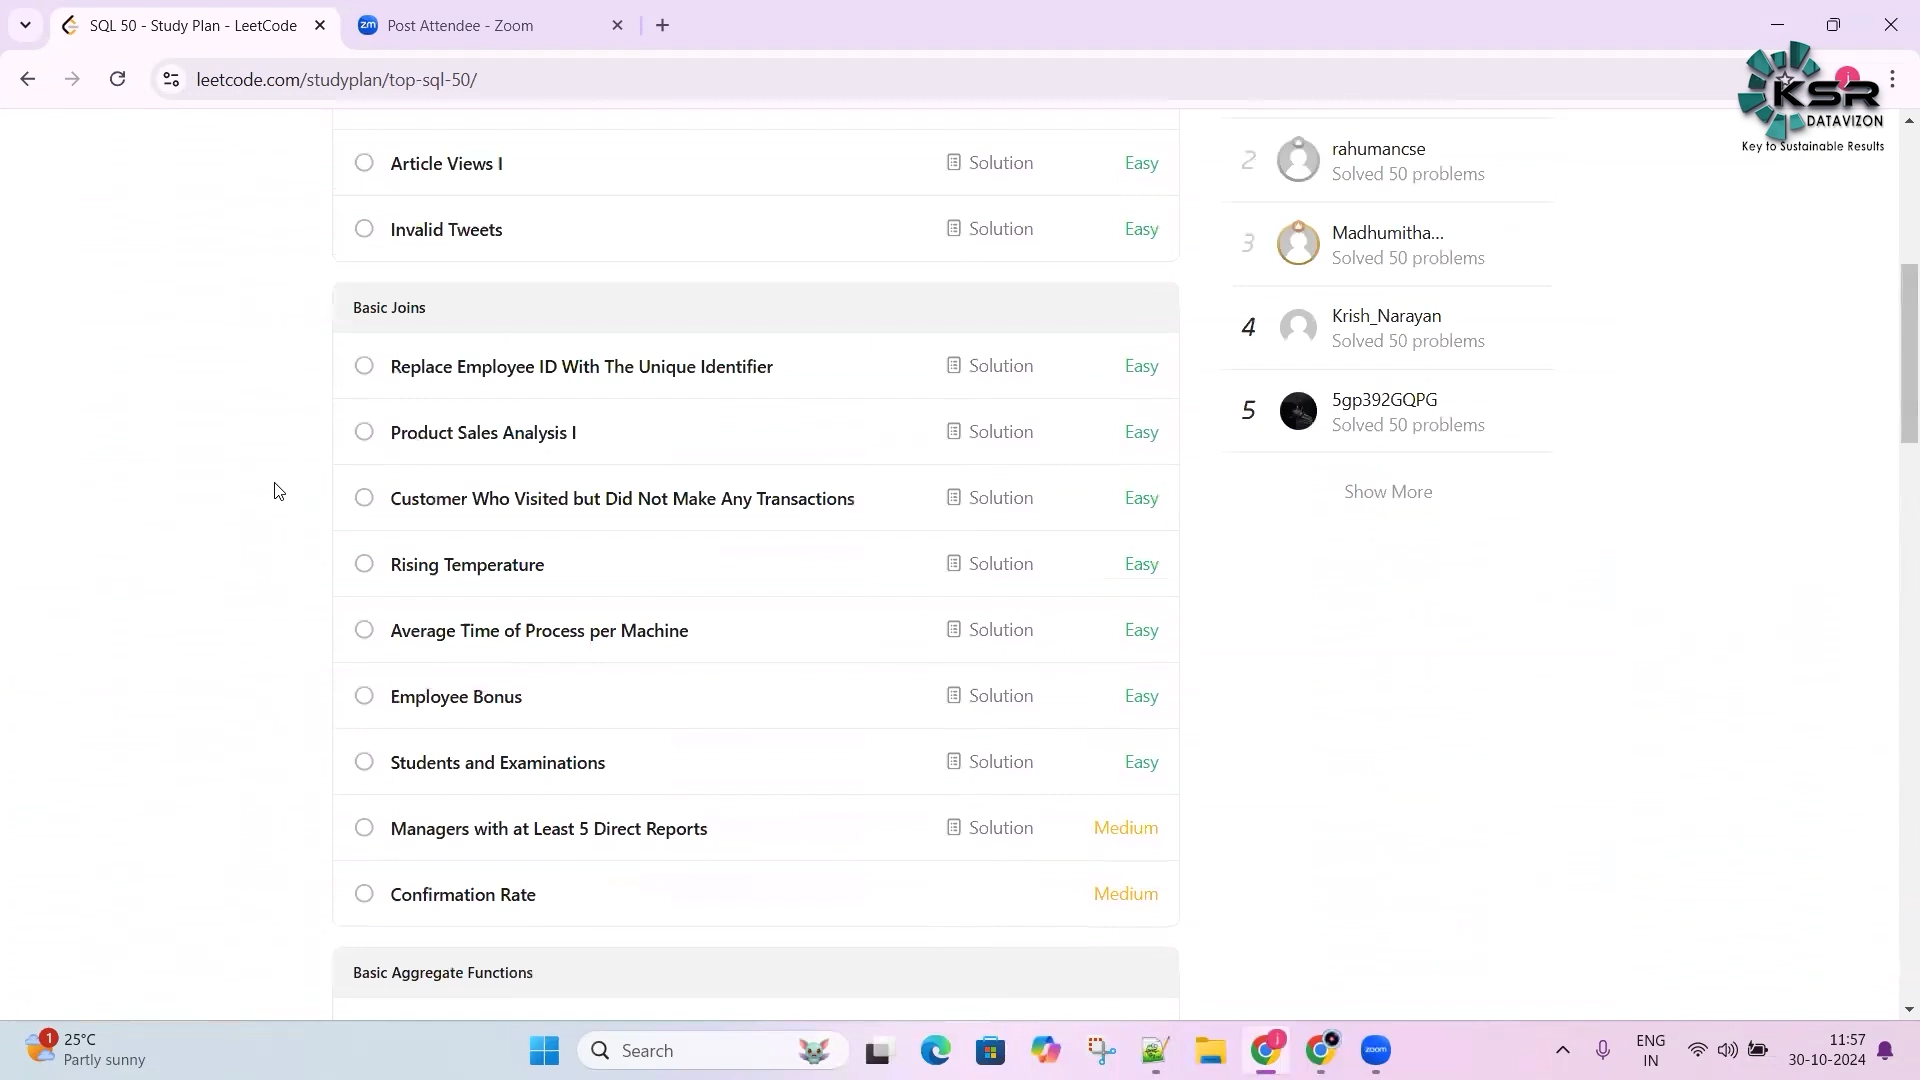 SQL 50 - Study Plan - LeetCode
zm Post Attendee - Zoom
leetcode.com/studyplan/top-sql-50/
KSR
DATAVIZON
Key to Sustainable Results
Article Views I Solution Easy
Invalid Tweets Solution Easy
Basic Joins
Replace Employee ID With The Unique Identifier Solution Easy
Product Sales Analysis I Solution Easy
Customer Who Visited but Did Not Make Any Transactions Solution Easy
Rising Temperature Solution Easy
Average Time of Process per Machine Solution Easy
Employee Bonus Solution Easy
Students and Examinations Solution Easy
Managers with at Least 5 Direct Reports Solution Medium
Confirmation Rate Medium
Basic Aggregate Functions
2 rahumancse
Solved 50 problems
3 Madhumitha...
Solved 50 problems
4 Krish_Narayan
Solved 50 problems
5 5gp392GQPG
Solved 50 problems
Show More
1 25°C
Partly sunny
Search
zoom
ENG
IN
11:57
30-10-2024